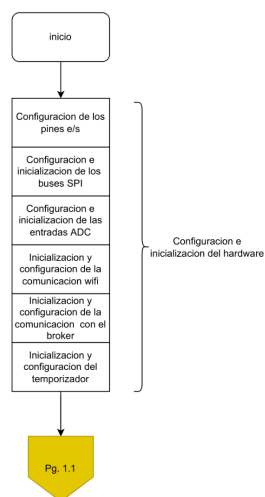 inicio
Configuracion de los
pines e/s
Configuracion e
inicializacion de los
buses SPI
Configuracion e
inicializacion de las
entradas ADC
Inicializacion y
configuracion de la
comunicacion wifi
Inicializacion y
configuracion de la
comunicacion con el
broker
Inicializacion y
configuracion del
temporizador
Configuracion e
inicializacion del hardware
Pg. 1.1